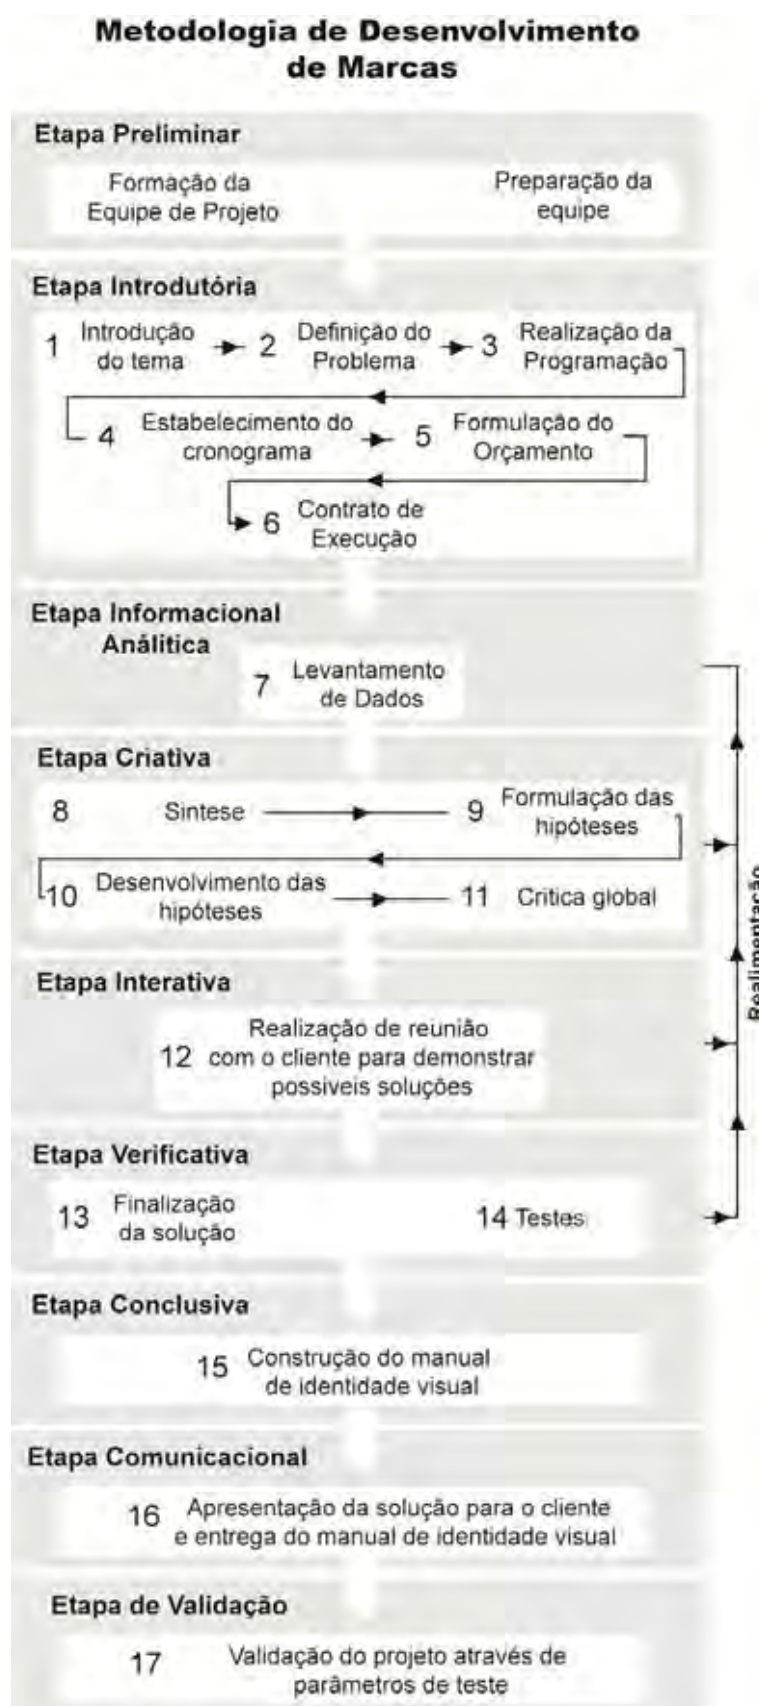 Metodologia de Desenvolvimento
de Marcas
Etapa Preliminar
Formação da
Equipe de Projeto
Preparação da
equipe
Etapa Introdutória
1 Introdução
do tema
2 Definição do
Problema
3 Realização da
Programação
4 Estabelecimento do
cronograma
5 Formulação do
Orçamento
6 Contrato de
Execução
Etapa Informacional
Análitica
7 Levantamento
de Dados
Etapa Criativa
8 Sintese
9 Formulação das
hipóteses
10 Desenvolvimento das
hipóteses
11 Critica global
Etapa Interativa
12 Realização de reunião
com o cliente para demonstrar
possiveis soluções
Etapa Verificativa
13 Finalização
da solução
14 Testes
Realimentação
Etapa Conclusiva
15 Construção do manual
de identidade visual
Etapa Comunicacional
16 Apresentação da solução para o cliente
e entrega do manual de identidade visual
Etapa de Validação
17 Validação do projeto através de
parâmetros de teste